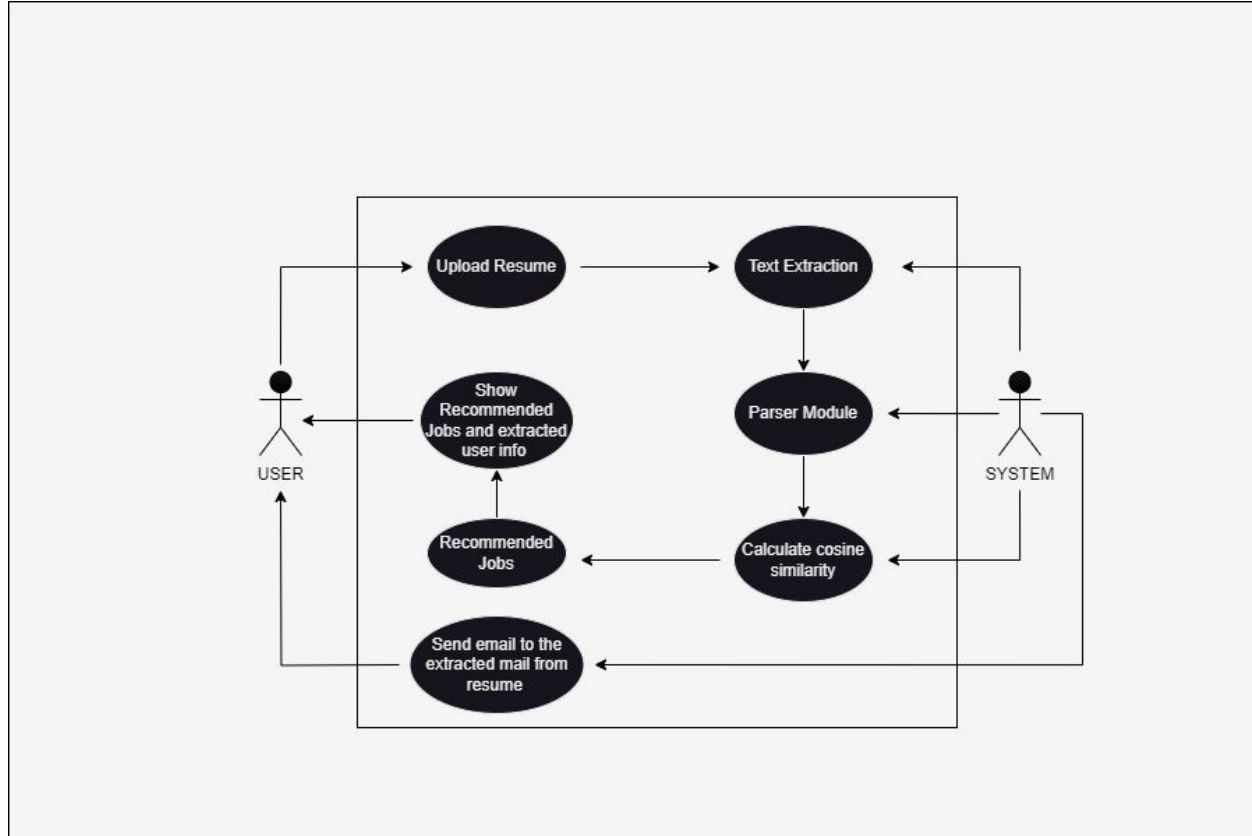 Upload Resume
Text Extraction
Show
Recommended
Jobs and extracted
user info
Parser Module
USER
SYSTEM
Recommended
Jobs
Calculate cosine
similarity
Send email to the
extracted mail from
resume